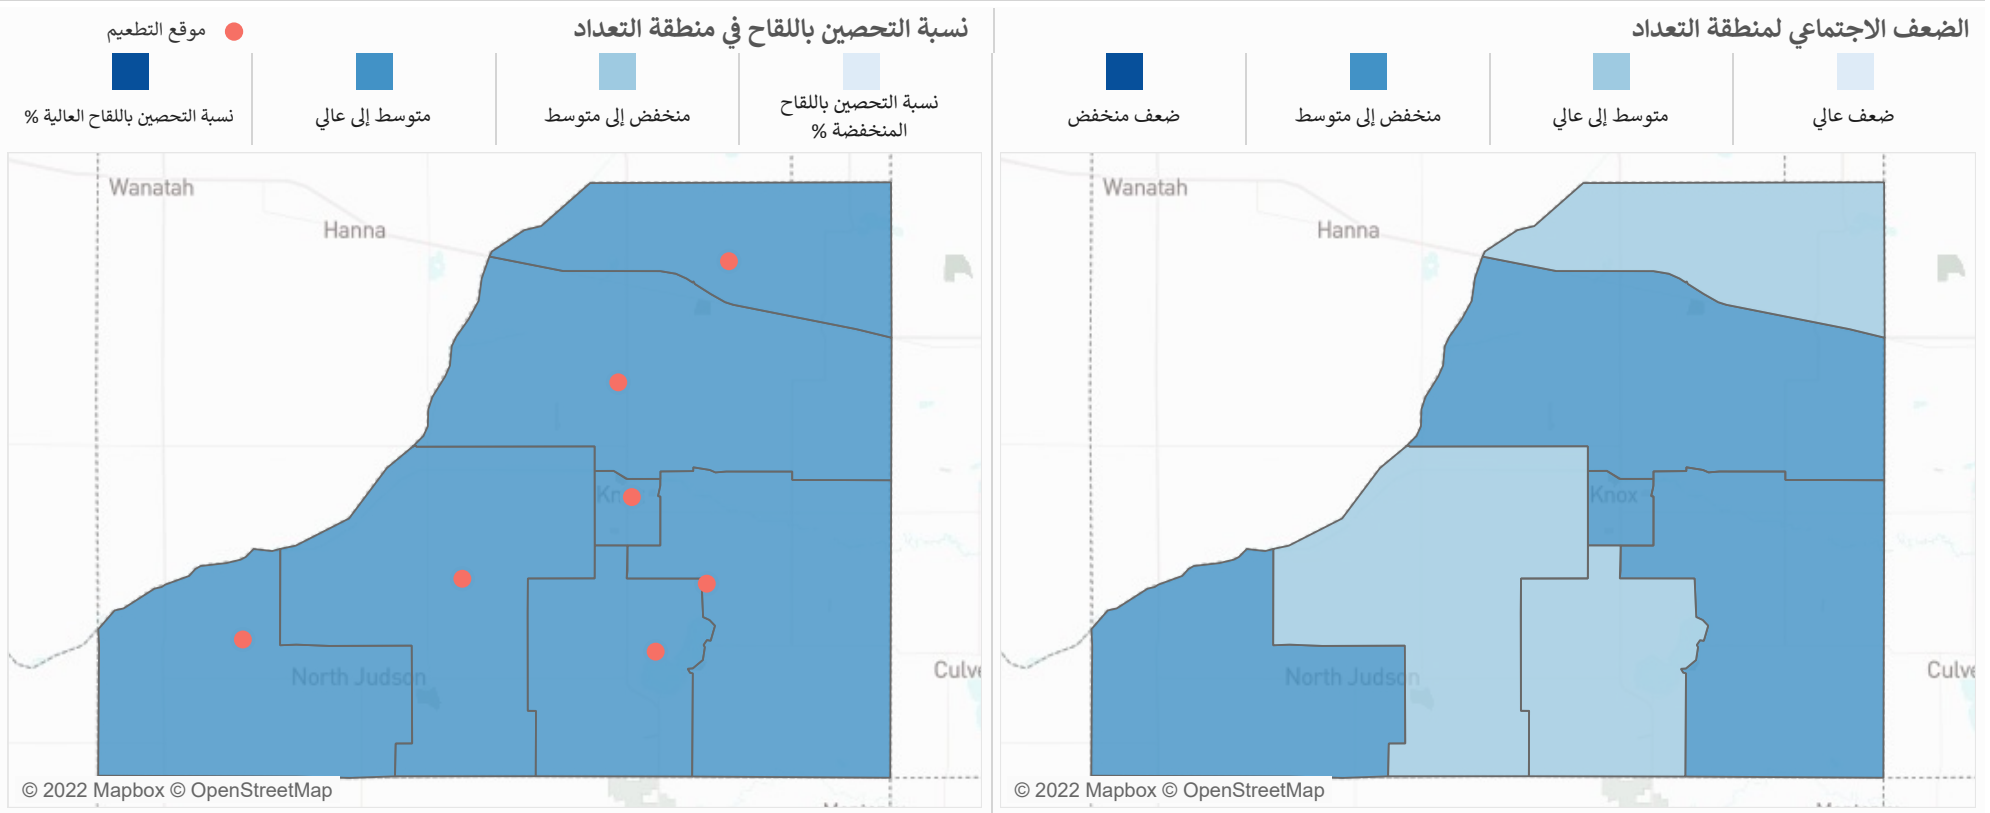 الضعف الاجتماعي لمنطقة التعداد
ضعف عالي
متوسط إلى عالي
منخفض إلى متوسط
ضعف منخفض
Wanatah
Hanna
Knox
North Judson
Culve
© 2022 Mapbox © OpenStreetMap
نسبة التحصين باللقاح في منطقة التعداد
موقع التطعيم
نسبة التحصين باللقاح
المنخفضة %
منخفض إلى متوسط
متوسط إلى عالي
نسبة التحصين باللقاح العالية %
Wanatah
Hanna
North Judson
Culve
© 2022 Mapbox © OpenStreetMap